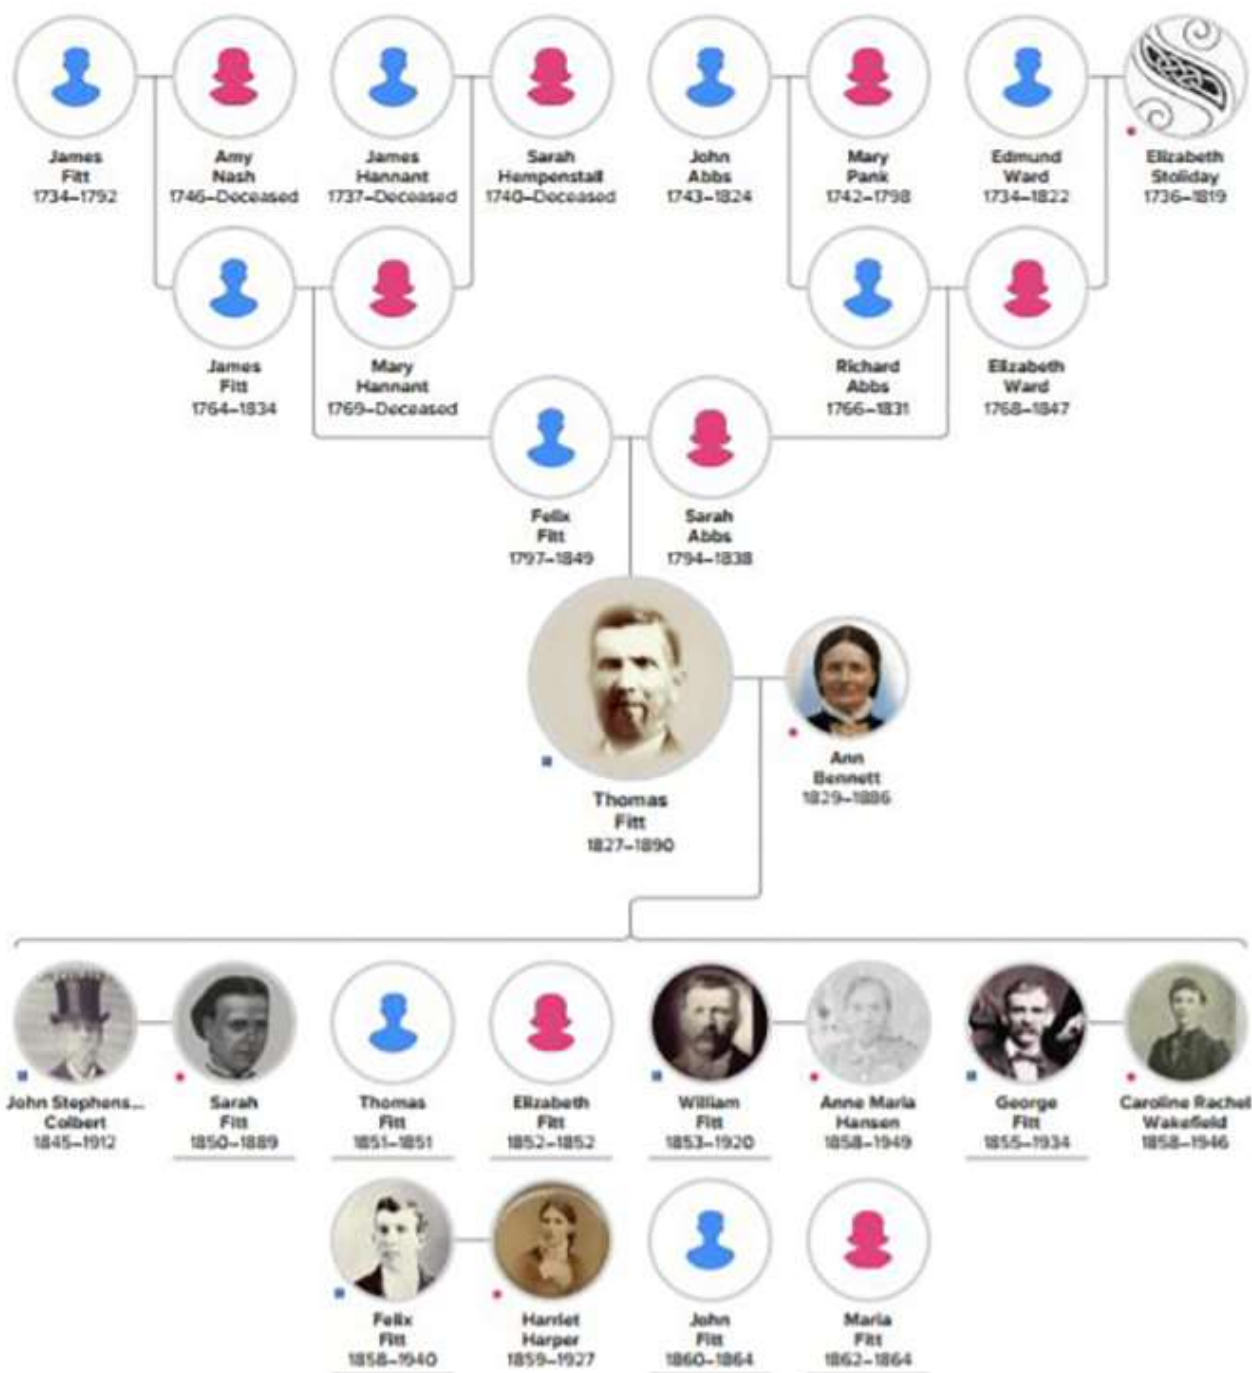 James
Fitt
1734–1792
Amy
Nash
1746–Deceased
James
Hannant
1737–Deceased
Sarah
Hempenstall
1740–Deceased
John
Abbs
1743–1824
Mary
Pank
1742–1798
Edmund
Ward
1734–1822
Elizabeth
Stoliday
1736–1819
James
Fitt
1764–1834
Mary
Hannant
1769–Deceased
Richard
Abbs
1766–1831
Elizabeth
Ward
1768–1847
Felix
Fitt
1797–1849
Sarah
Abbs
1794–1838
Thomas
Fitt
1827–1890
Ann
Bennett
1829–1886
John Stephens...
Colbert
1845–1912
Sarah
Fitt
1850–1889
Thomas
Fitt
1851–1851
Elizabeth
Fitt
1852–1852
William
Fitt
1853–1920
Anne Maria
Hansen
1858–1949
George
Fitt
1855–1934
Caroline Rachel
Wakefield
1858–1946
Felix
Fitt
1858–1940
Harriet
Harper
1859–1927
John
Fitt
1860–1864
Maria
Fitt
1862–1864